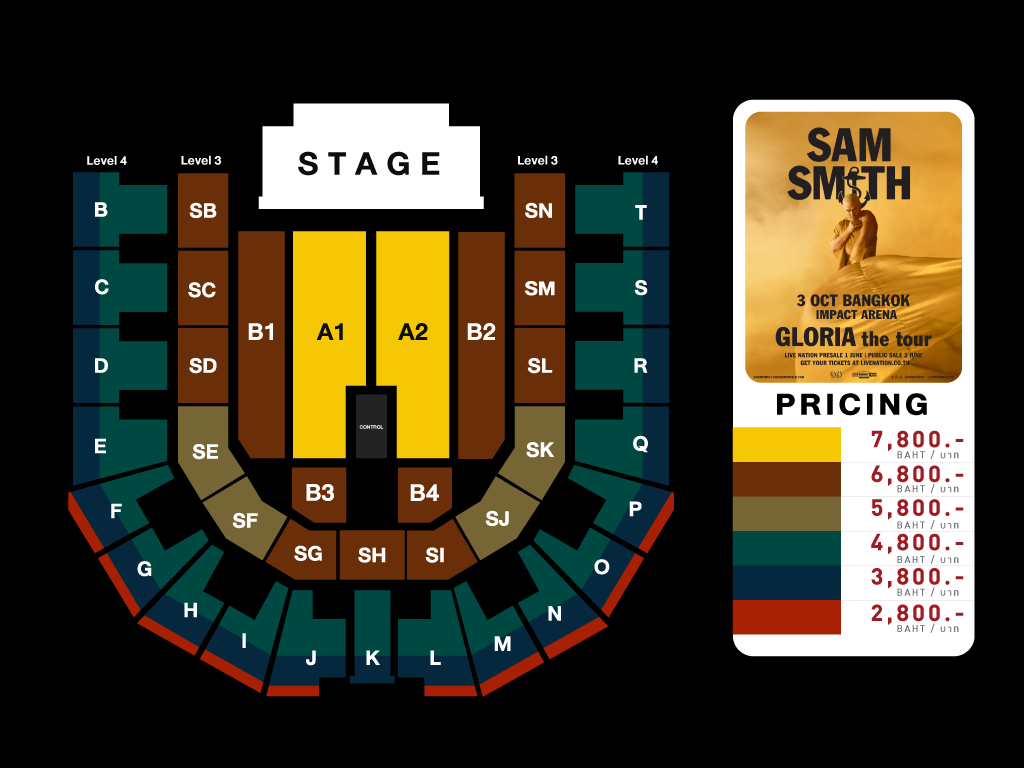 STAGE
Level 4
Level 3
Level 3
Level 4
B
SB
SN
T
C
SC
SM
S
B1
A1
A2
B2
D
SD
SL
R
CONTROL
E
SE
SK
Q
B3
B4
F
SF
SJ
P
G
SG
SH
SI
O
H
I
J
K
L
M
N
SAM
SMITH
3 OCT BANGKOK
IMPACT ARENA
GLORIA the tour
LIVE NATION PRESALE 1 JUNE | PUBLIC SALE 2 JUNE
GET YOUR TICKETS AT LIVENATION.CO.TH
PRICING
7,800.-
BAHT / บาท
6,800.-
BAHT / บาท
5,800.-
BAHT / บาท
4,800.-
BAHT / บาท
3,800.-
BAHT / บาท
2,800.-
BAHT / บาท